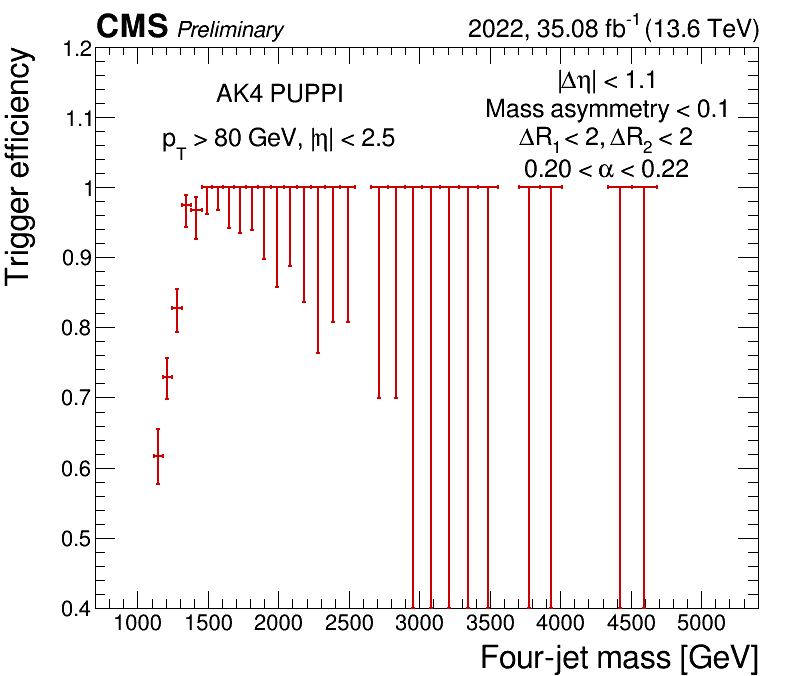 CMS Preliminary 2022, 35.08 fb⁻¹ (13.6 TeV)
AK4 PUPPI
p_T > 80 GeV, |η| < 2.5
|Δη| < 1.1
Mass asymmetry < 0.1
ΔR₁ < 2, ΔR₂ < 2
0.20 < α < 0.22
Trigger efficiency
1.2
1.1
1
0.9
0.8
0.7
0.6
0.5
0.4
1000 1500 2000 2500 3000 3500 4000 4500 5000
Four-jet mass [GeV]